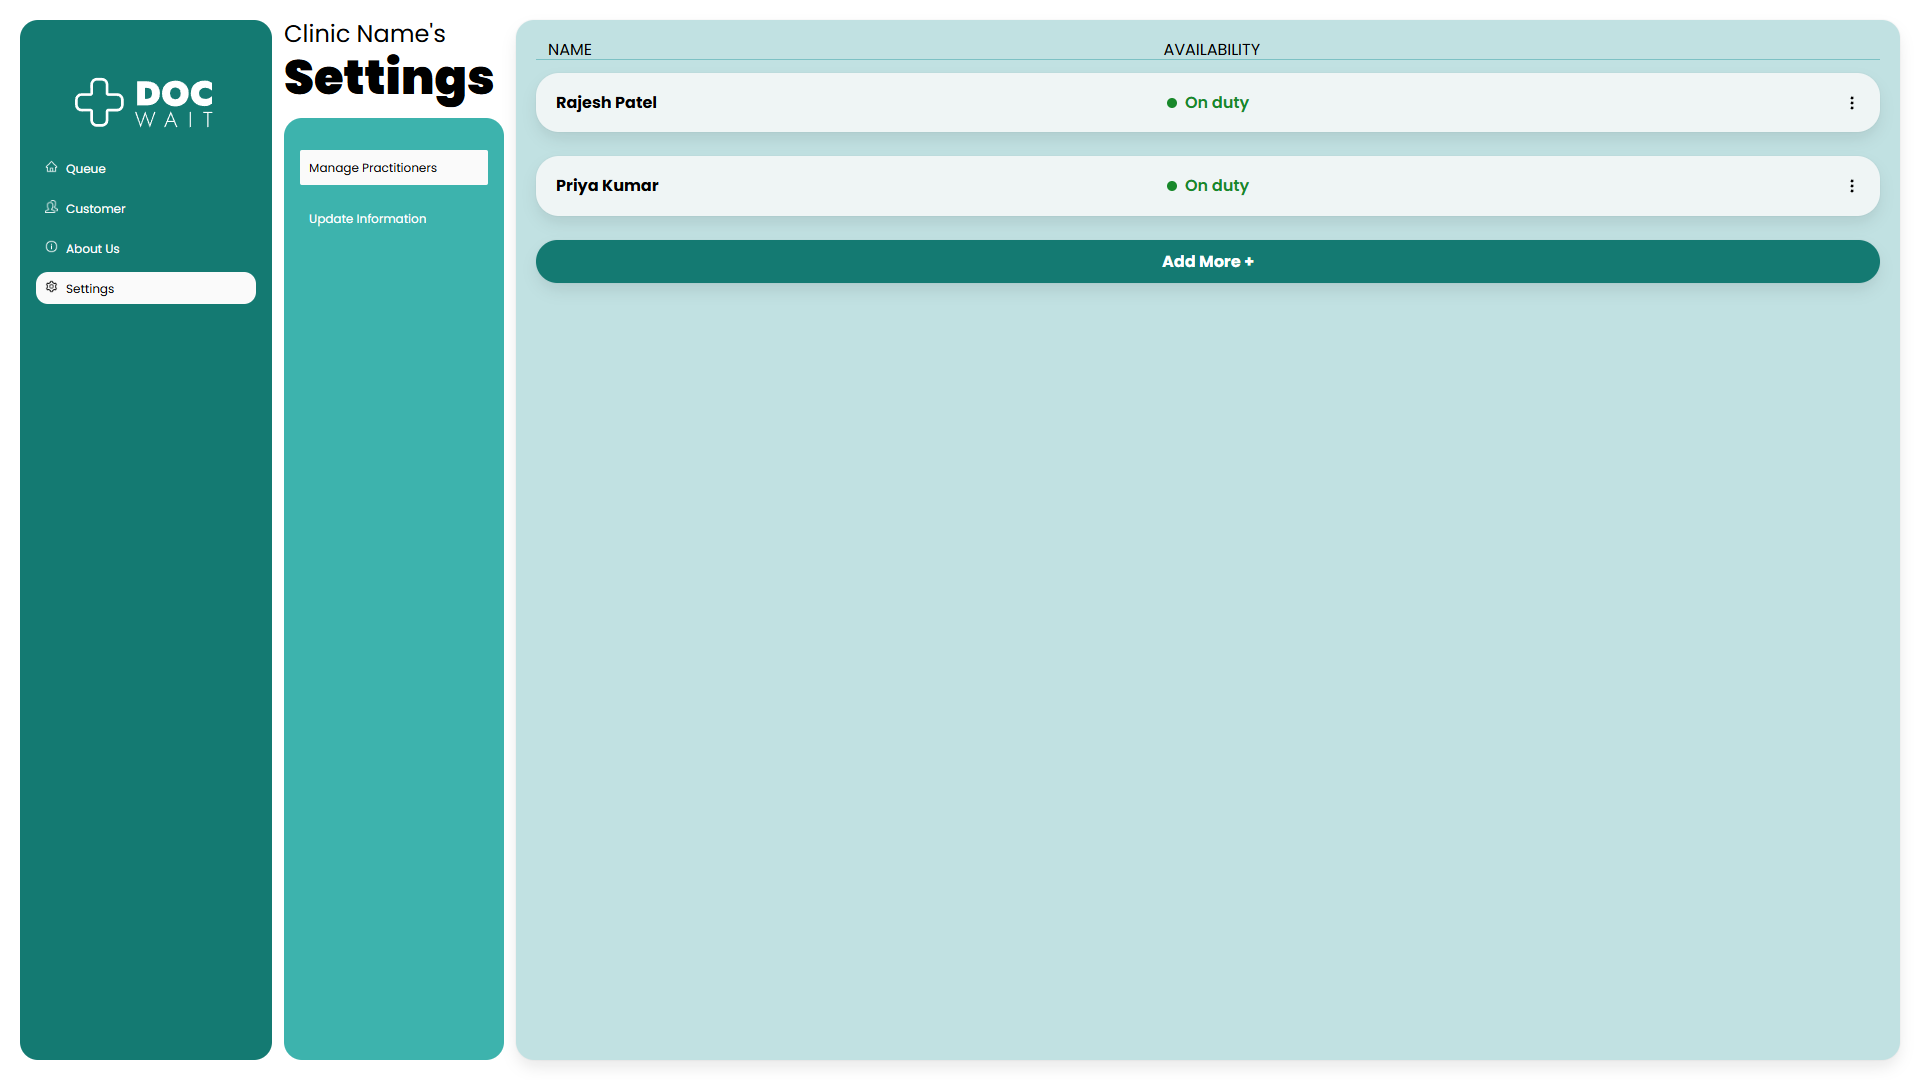 DOC
WAIT
Queue
Customer
About Us
Settings
Clinic Name's
Settings
Manage Practitioners
Update Information
NAME AVAILABILITY
Rajesh Patel On duty
Priya Kumar On duty
Add More +